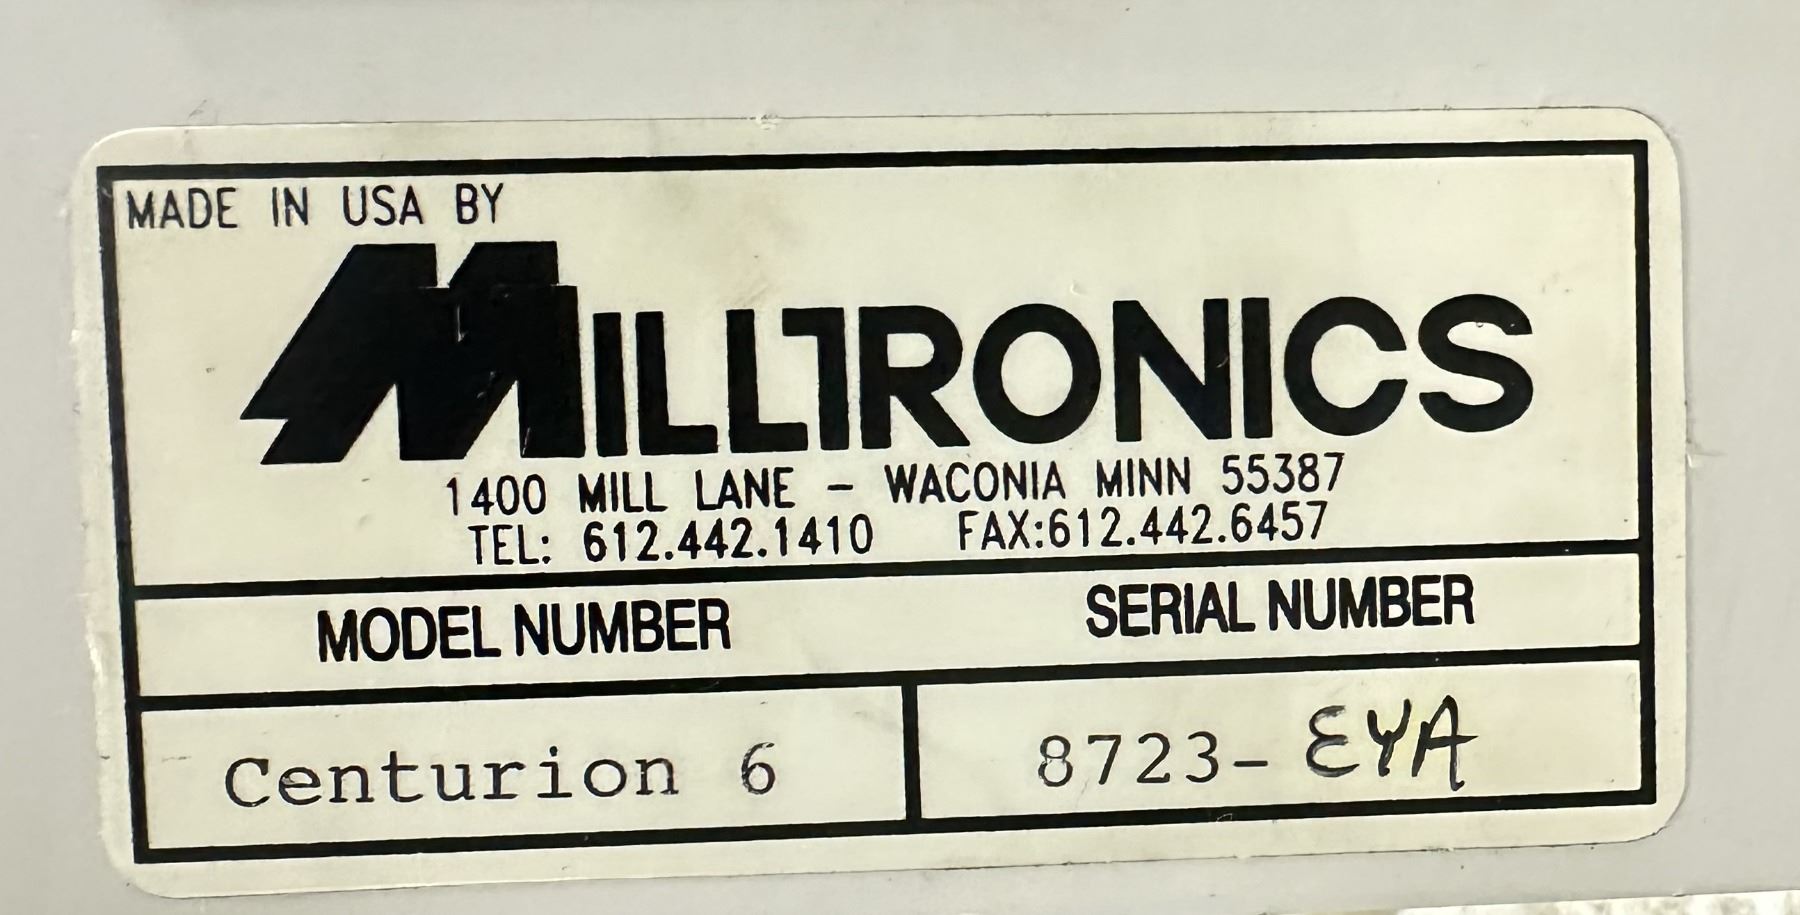 MADE IN USA BY
MILLTRONICS
1400 MILL LANE - WACONIA MINN 55387
TEL: 612.442.1410 FAX:612.442.6457
MODEL NUMBER SERIAL NUMBER
Centurion 6 8723- EYA